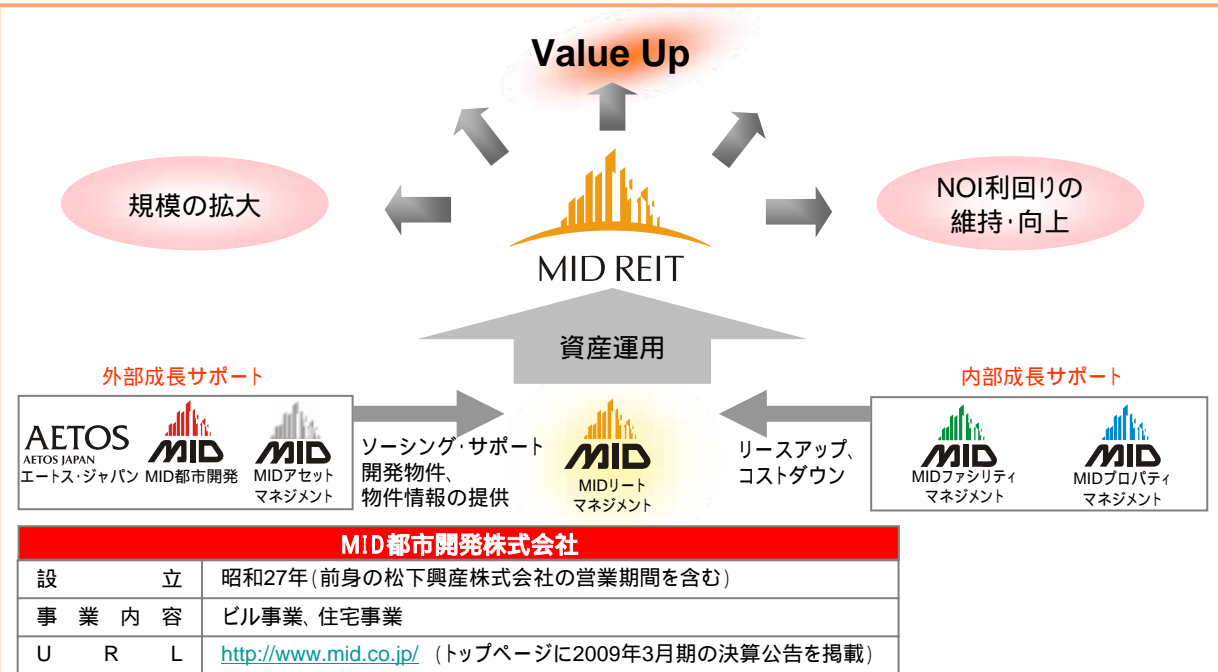 Value Up
規模の拡大
NOI利回りの
維持・向上
MID REIT
資産運用
外部成長サポート
内部成長サポート
AETOS
AETOS JAPAN
エートス・ジャパン
MID
MID都市開発
MID
MIDアセット
マネジメント
ソーシング・サポート
開発物件、
物件情報の提供
MID
MIDリート
マネジメント
リースアップ、
コストダウン
MID
MIDファシリティ
マネジメント
MID
MIDプロパティ
マネジメント
MID都市開発株式会社
設立 昭和27年(前身の松下興産株式会社の営業期間を含む)
事業内容 ビル事業、住宅事業
URL http://www.mid.co.jp/ (トップページに2009年3月期の決算公告を掲載)